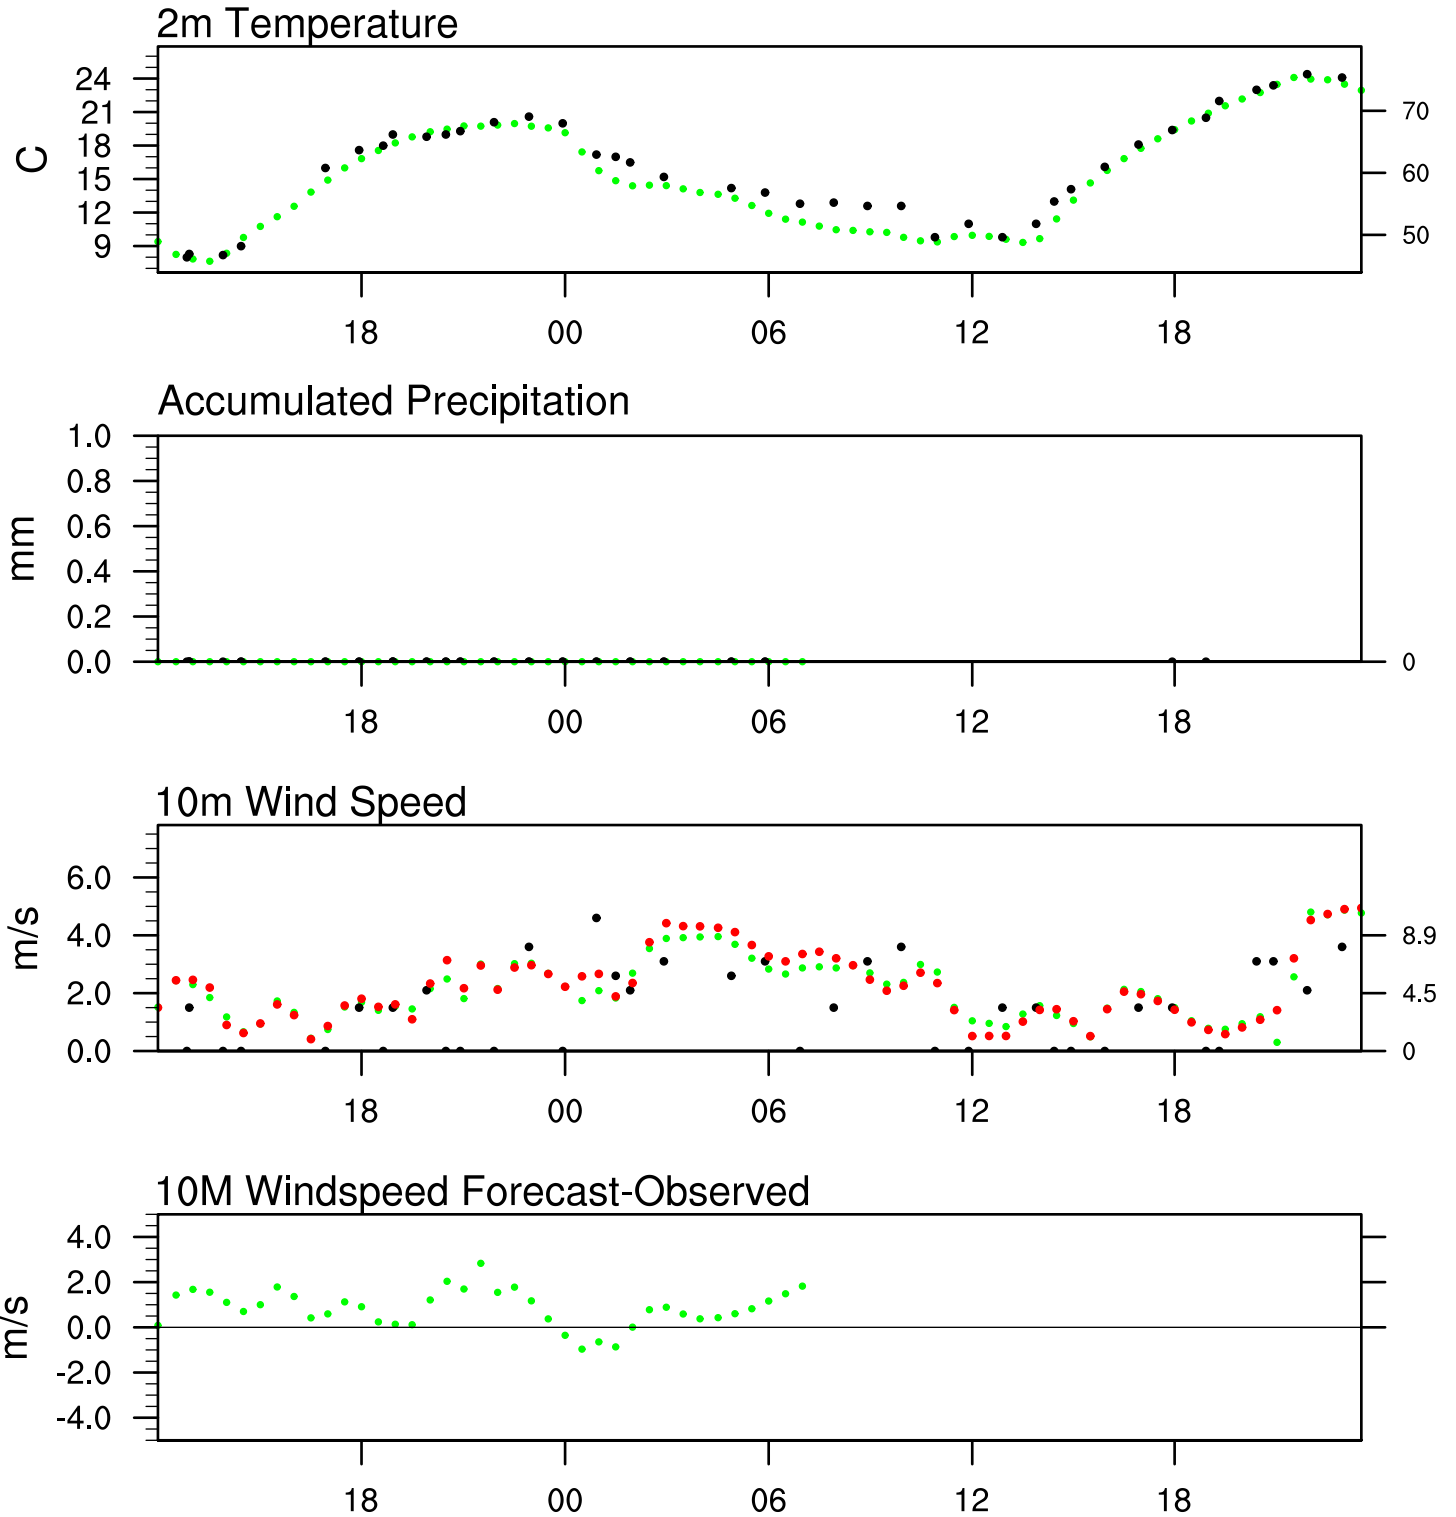 2m Temperature
24
21
18
15
12
9
C
70
60
50
18 00 06 12 18
Accumulated Precipitation
1.0
0.8
0.6
0.4
0.2
0.0
mm
0
18 00 06 12 18
10m Wind Speed
6.0
4.0
2.0
0.0
m/s
8.9
4.5
0
18 00 06 12 18
10M Windspeed Forecast-Observed
4.0
2.0
0.0
-2.0
-4.0
m/s
18 00 06 12 18